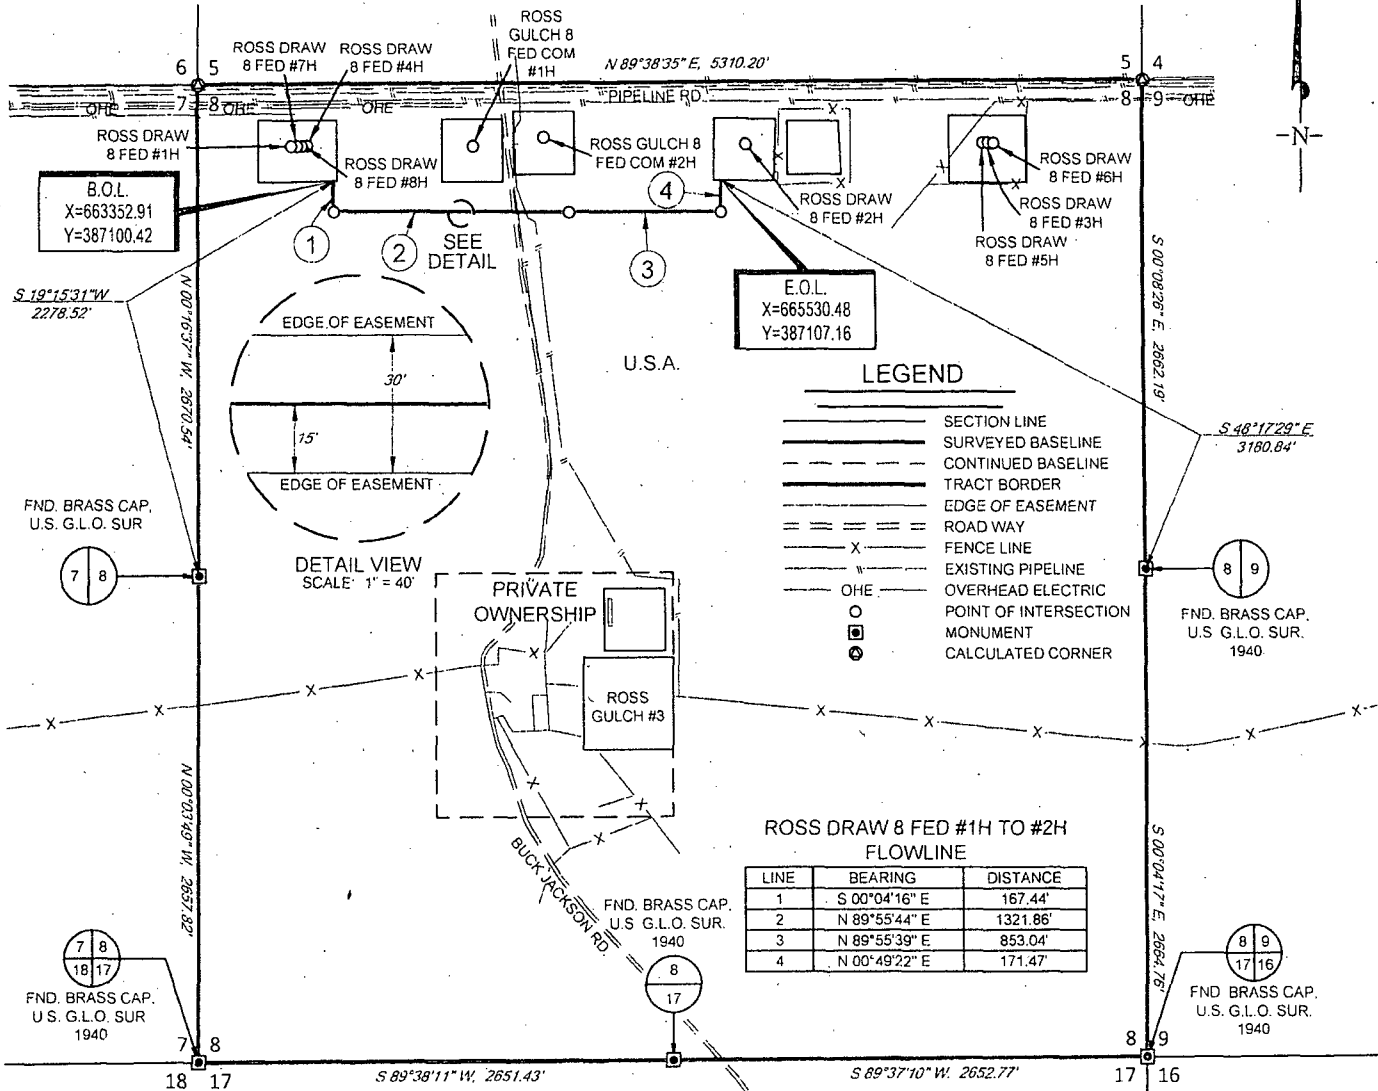 ROSS
GULCH 8
FED COM
#1H
ROSS DRAW
8 FED #7H
ROSS DRAW
8 FED #4H
N 89°38'35" E, 5310.20'
6 5
7 8
5 4
8 9
OHE
OHE
OHE
OHE
PIPELINE RD.
-N-
ROSS DRAW
8 FED #1H
ROSS DRAW
8 FED #8H
ROSS GULCH 8
FED COM #2H
ROSS DRAW
8 FED #2H
ROSS DRAW
8 FED #6H
ROSS DRAW
8 FED #3H
ROSS DRAW
8 FED #5H
B.O.L.
X=663352.91
Y=387100.42
1
2
3
4
SEE
DETAIL
E.O.L.
X=665530.48
Y=387107.16
S 19°15'31" W
2278.52'
N 00°16'37" W, 2670.54'
S 00°08'26" E, 2662.19'
EDGE OF EASEMENT
30'
15'
EDGE OF EASEMENT
DETAIL VIEW
SCALE: 1" = 40'
U.S.A.
LEGEND
SECTION LINE
SURVEYED BASELINE
CONTINUED BASELINE
TRACT BORDER
EDGE OF EASEMENT
ROAD WAY
X FENCE LINE
EXISTING PIPELINE
OHE OVERHEAD ELECTRIC
POINT OF INTERSECTION
MONUMENT
CALCULATED CORNER
3160.84'
FND. BRASS CAP,
U.S. G.L.O. SUR
7 8
8 9
FND. BRASS CAP,
U.S G.L.O. SUR.
1940
PRIVATE
OWNERSHIP
ROSS
GULCH #3
X
X
X
X
X
X
X
X
X
X
BUCK JACKSON RD.
N 00°03'49" W, 2657.82'
S 00°04'17" E, 2664.76'
ROSS DRAW 8 FED #1H TO #2H
FLOWLINE
LINE BEARING DISTANCE
1 S 00°04'16" E 167.44'
2 N 89°55'44" E 1321.86'
3 N 89°55'39" E 853.04'
4 N 00°49'22" E 171.47'
FND. BRASS CAP,
U.S G.L.O. SUR.
1940
8
17
7 8
18 17
FND. BRASS CAP.
U.S. G.L.O. SUR
1940
8 9
17 16
FND BRASS CAP,
U.S. G.L.O. SUR.
1940
7 8
18 17
S 89°38'11" W, 2651.43'
S 89°37'10" W. 2652.77'
8 9
17 16